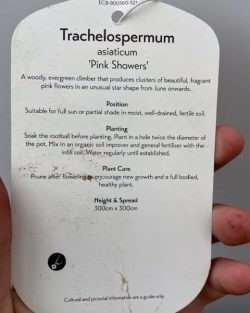 Trachelospermum
asiaticum
'Pink Showers'
A woody, evergreen climber that produces clusters of beautiful, fragrant
pink flowers in an unusual star shape from June onwards.
Position
Suitable for full sun or partial shade in moist, well-drained, fertile soil.
Planting
Soak the rootball before planting. Plant in a hole twice the diameter of
the pot. Mix in an organic soil improver and general fertiliser with the
infill soil. Water regularly until established.
Plant Care
Prune after flowering to encourage new growth and a full bodied,
healthy plant.
Height & Spread
300cm x 300cm
Cultural and pictorial information are a guide only.